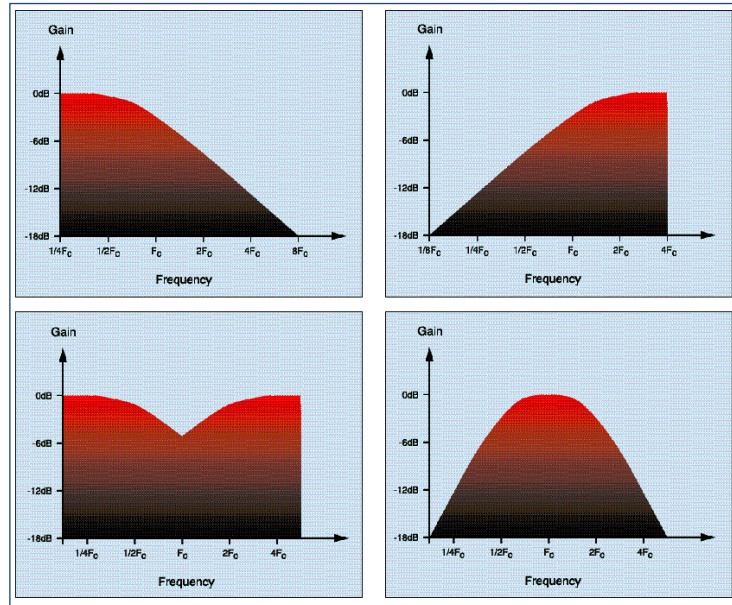 Gain
0dB
-6dB
-12dB
-18dB
1/4Fc 1/2Fc Fc 2Fc 4Fc 8Fc
Frequency
Gain
0dB
-6dB
-12dB
-18dB
1/8Fc 1/4Fc 1/2Fc Fc 2Fc 4Fc
Frequency
Gain
0dB
-6dB
-12dB
-18dB
1/4Fc 1/2Fc Fc 2Fc 4Fc
Frequency
Gain
0dB
-6dB
-12dB
-18dB
1/4Fc 1/2Fc Fc 2Fc 4Fc
Frequency